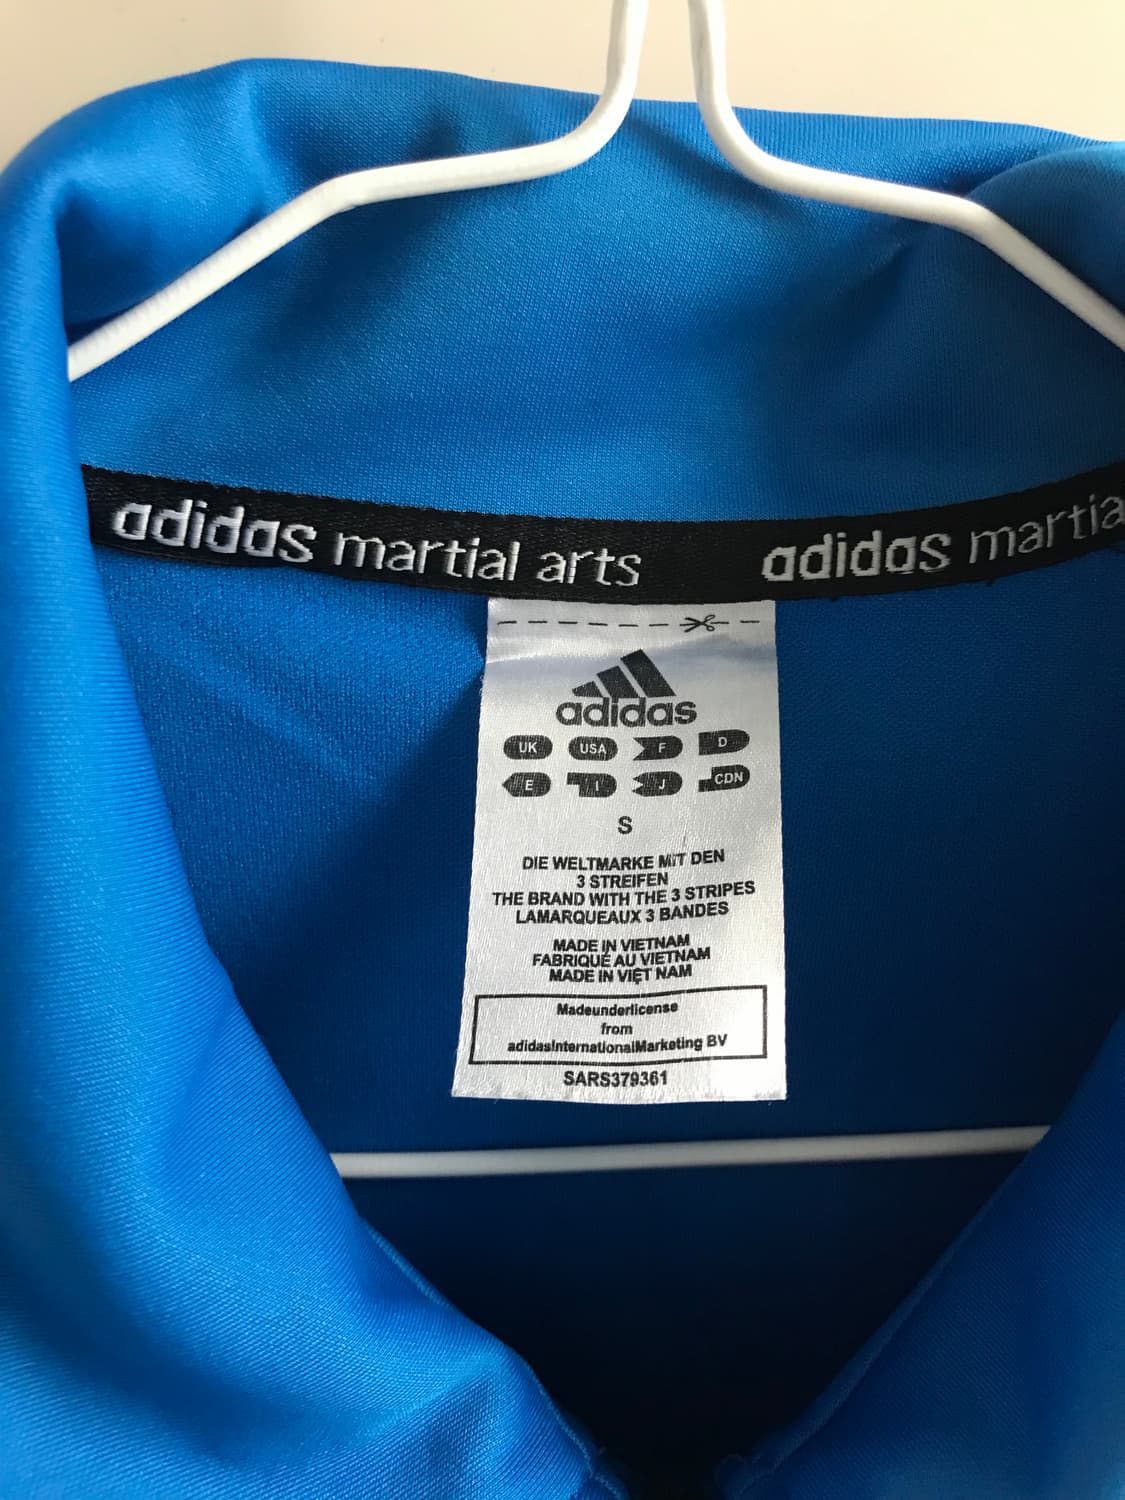 adidas martial arts adidas martia
adidas
UK USA F D
E I J CDN
S
DIE WELTMARKE MIT DEN
3 STREIFEN
THE BRAND WITH THE 3 STRIPES
LAMARQUEAUX 3 BANDES
MADE IN VIETNAM
FABRIQUÉ AU VIETNAM
MADE IN VIỆT NAM
Madeunderlicense
from
adidasInternationalMarketing BV
SARS379361